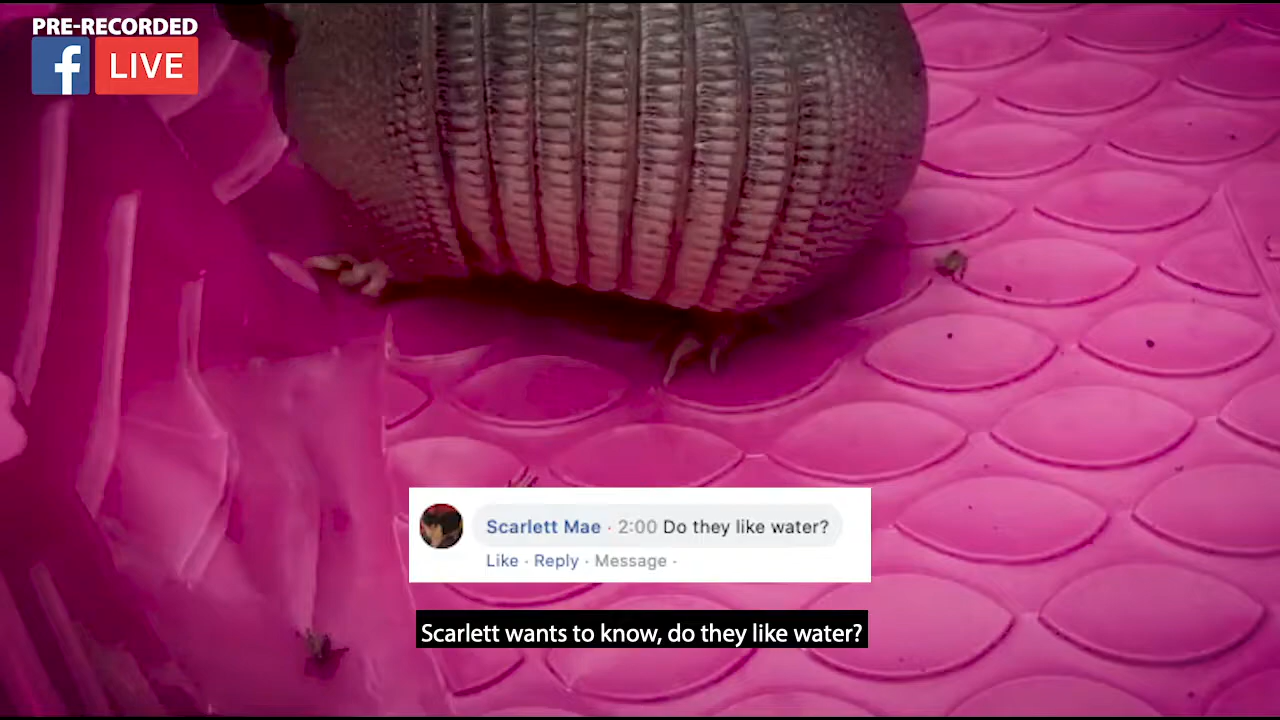 PRE-RECORDED
f LIVE
Scarlett Mae · 2:00 Do they like water?
Like · Reply · Message ·
Scarlett wants to know, do they like water?